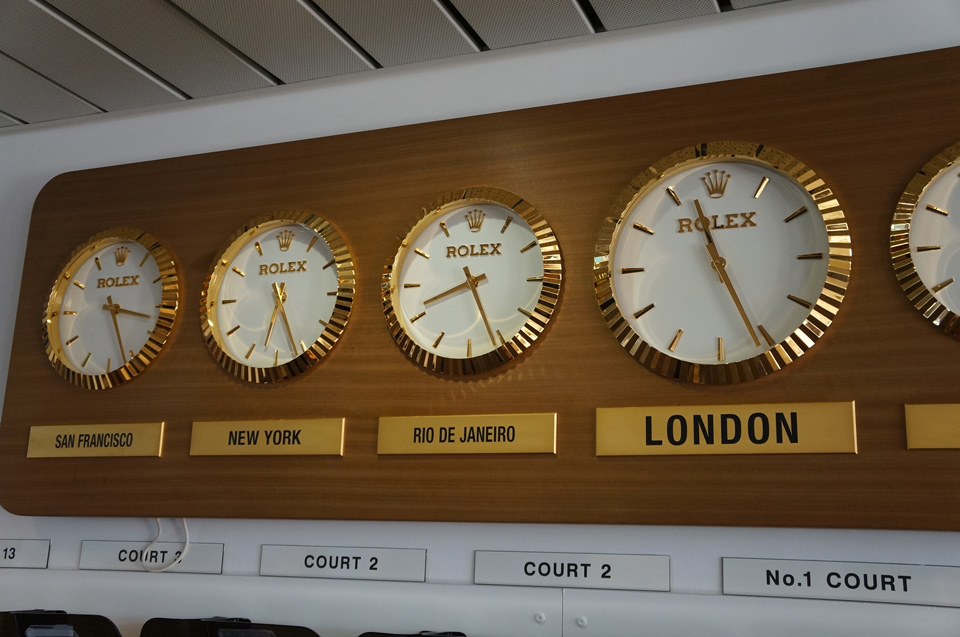 ROLEX
ROLEX
ROLEX
ROLEX
SAN FRANCISCO
NEW YORK
RIO DE JANEIRO
LONDON
13
COURT 2
COURT 2
COURT 2
No.1 COURT